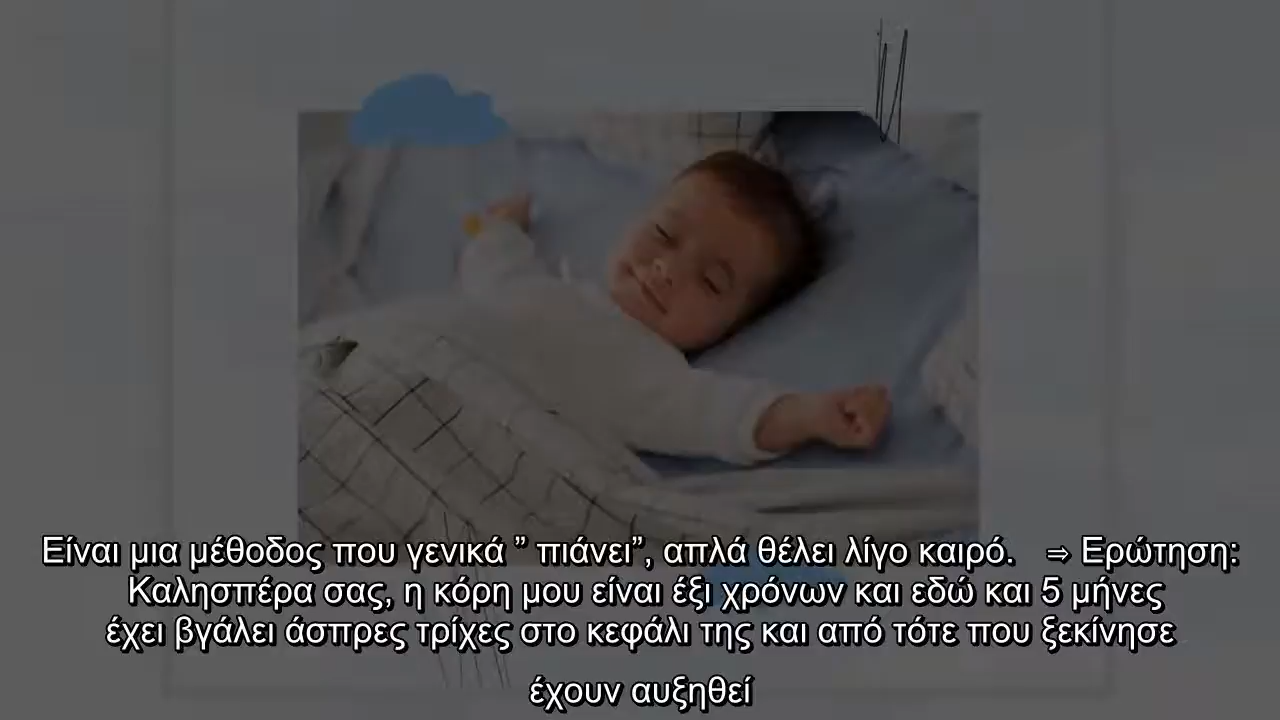 Είναι μια μέθοδος που γενικά ” πιάνει”, απλά θέλει λίγο καιρό. ⇒ Ερώτηση:
Καλησπέρα σας, η κόρη μου είναι έξι χρόνων και εδώ και 5 μήνες
έχει βγάλει άσπρες τρίχες στο κεφάλι της και από τότε που ξεκίνησε
έχουν αυξηθεί